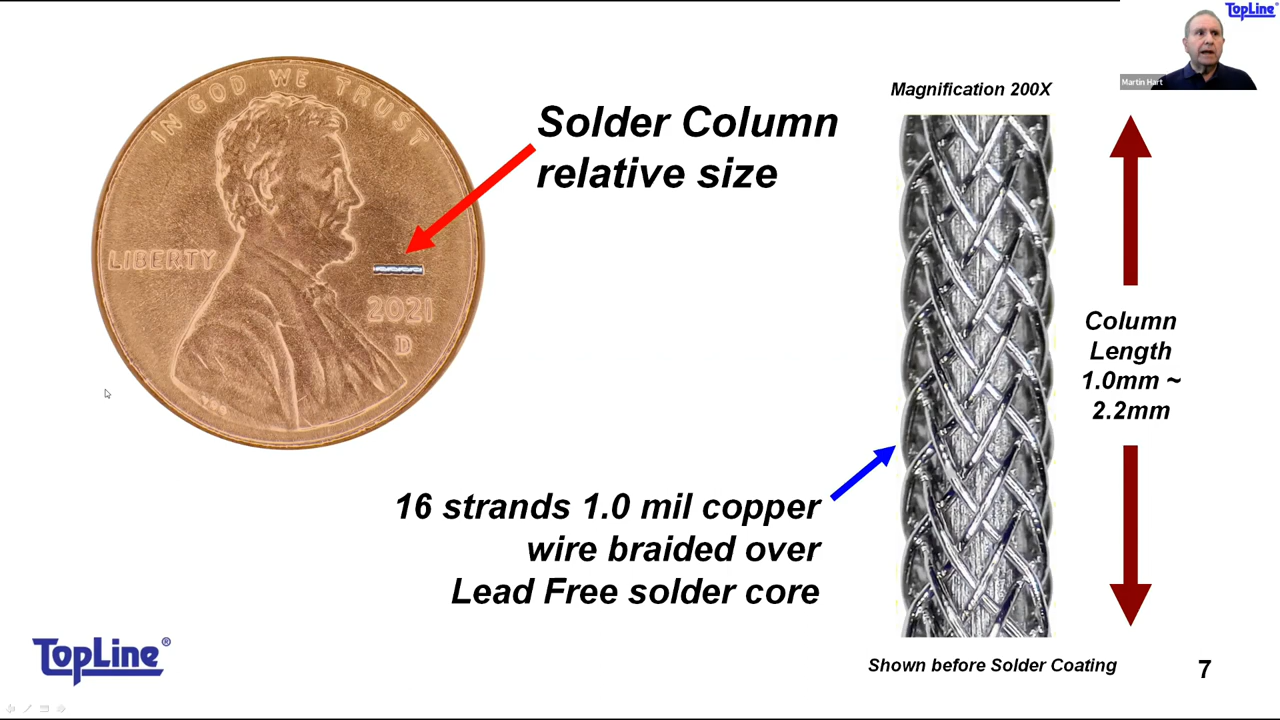 TopLine®
Martin Hart
IN GOD WE TRUST
LIBERTY
2021
D
Solder Column
relative size
Magnification 200X
Column
Length
1.0mm ~
2.2mm
16 strands 1.0 mil copper
wire braided over
Lead Free solder core
TopLine®
Shown before Solder Coating
7